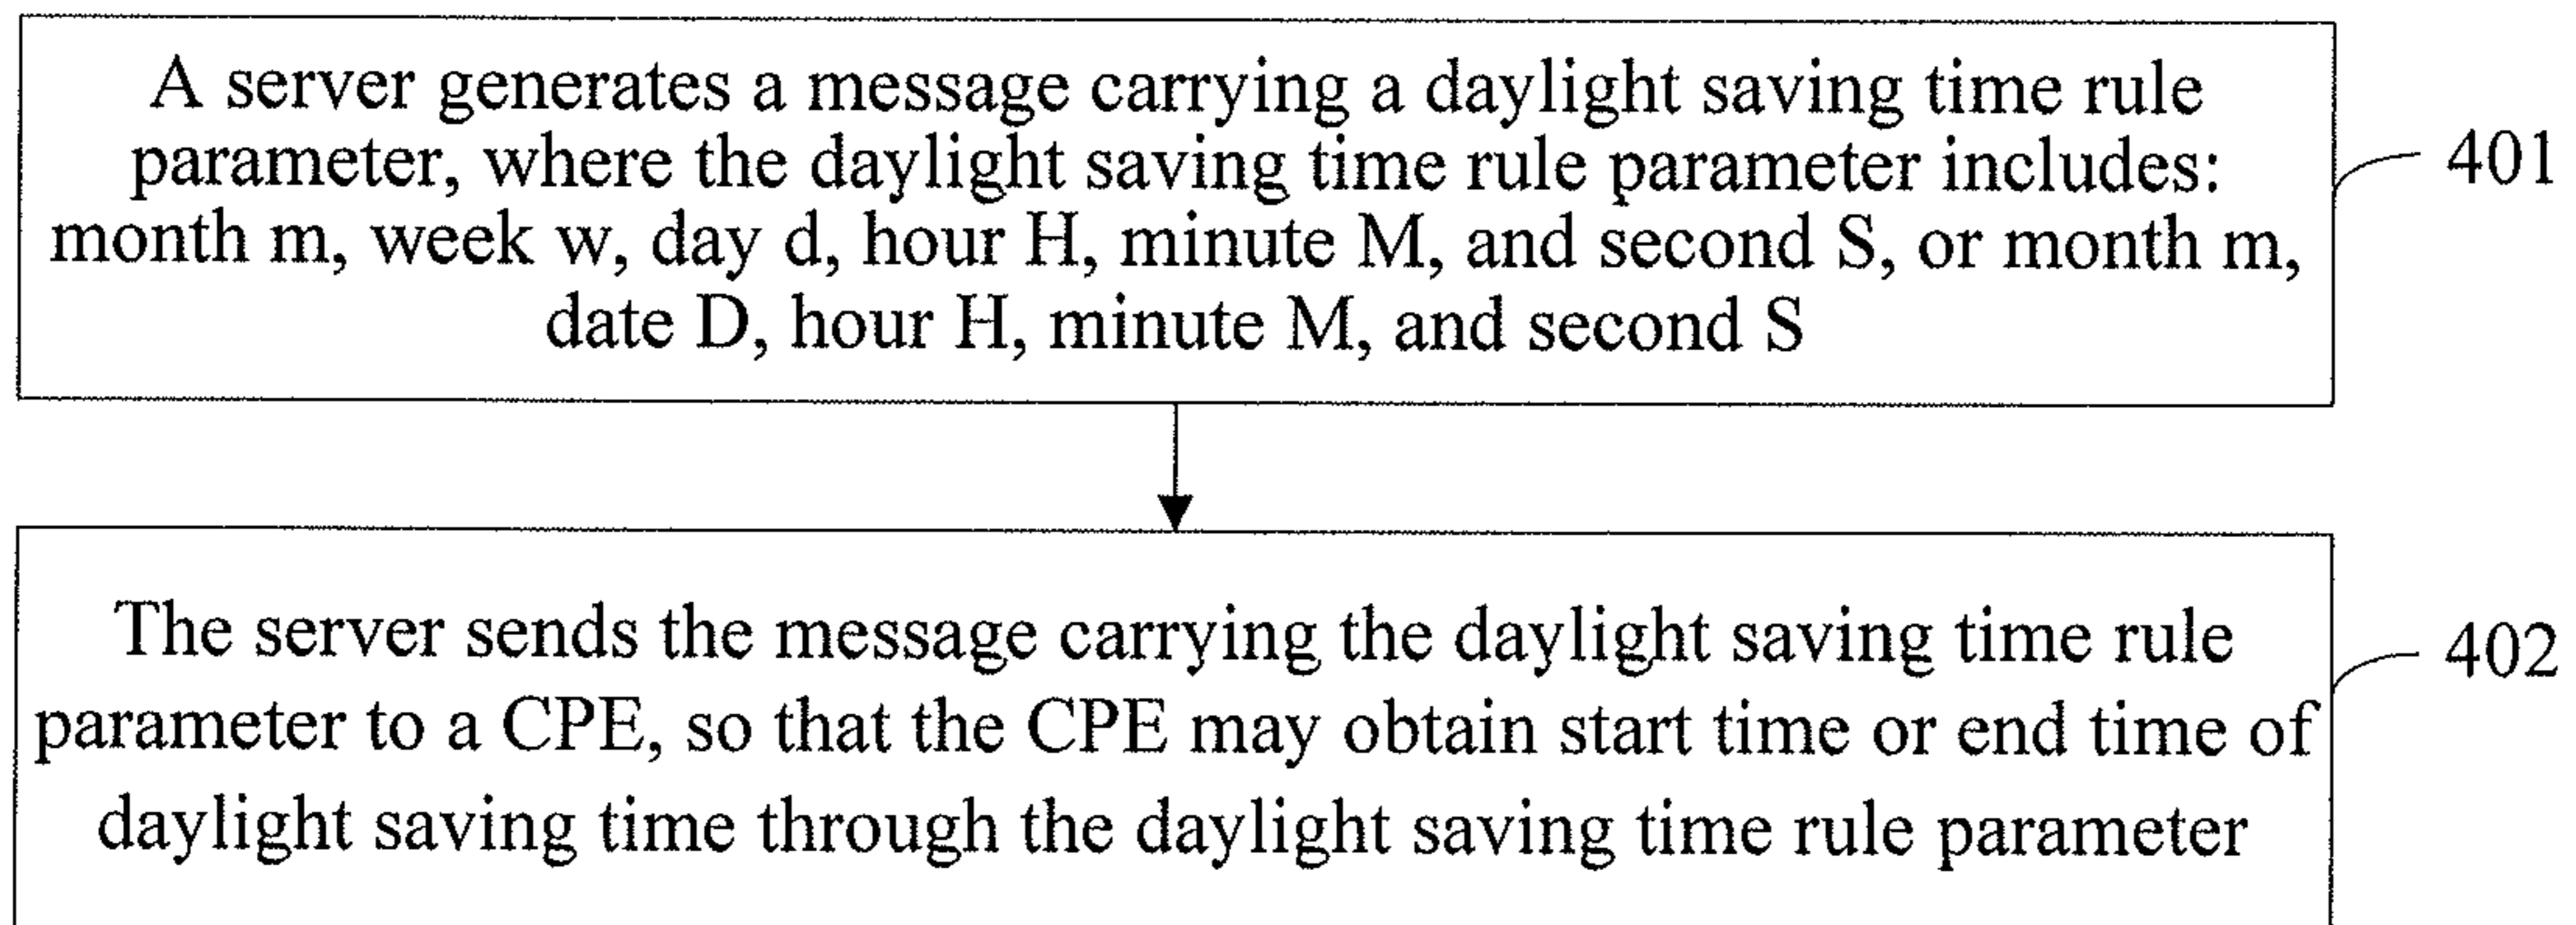 A server generates a message carrying a daylight saving time rule
parameter, where the daylight saving time rule parameter includes:
month m, week w, day d, hour H, minute M, and second S, or month m,
date D, hour H, minute M, and second S
401
The server sends the message carrying the daylight saving time rule
parameter to a CPE, so that the CPE may obtain start time or end time of
daylight saving time through the daylight saving time rule parameter
402